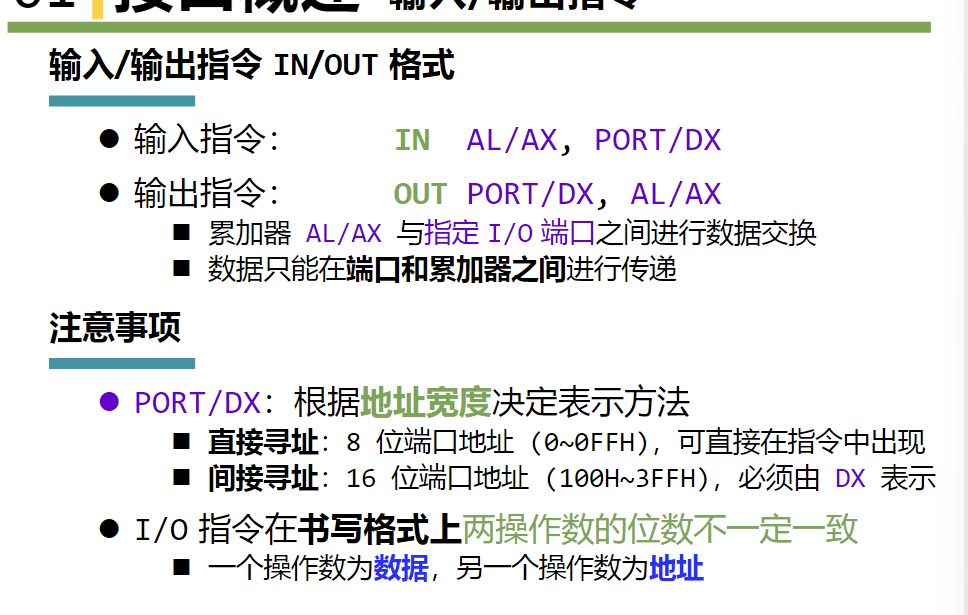 01 接口概述 输入/输出指令
输入/输出指令 IN/OUT 格式
● 输入指令: IN AL/AX, PORT/DX
● 输出指令: OUT PORT/DX, AL/AX
■ 累加器 AL/AX 与指定 I/O 端口之间进行数据交换
■ 数据只能在端口和累加器之间进行传递
注意事项
● PORT/DX: 根据地址宽度决定表示方法
■ 直接寻址: 8 位端口地址 (0~0FFH), 可直接在指令中出现
■ 间接寻址: 16 位端口地址 (100H~3FFH), 必须由 DX 表示
● I/O 指令在书写格式上两操作数的位数不一定一致
■ 一个操作数为数据, 另一个操作数为地址